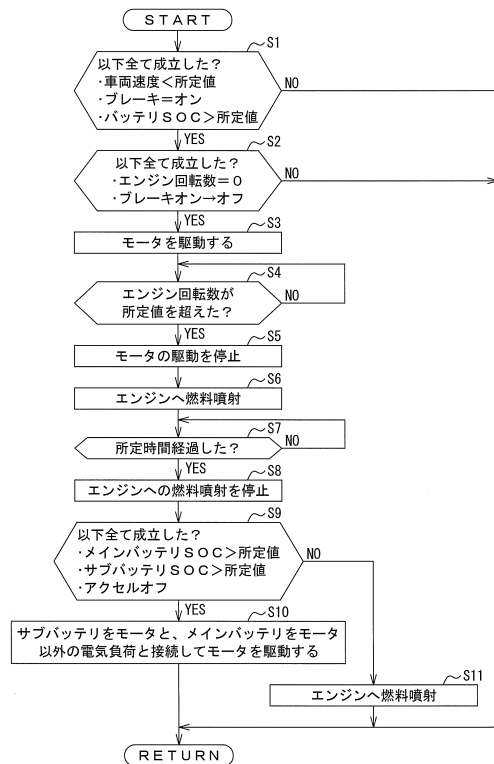 START
S1
以下全て成立した?
・車両速度<所定値
・ブレーキ=オン
・バッテリSOC>所定値
NO
YES
S2
以下全て成立した?
・エンジン回転数=0
・ブレーキオン→オフ
NO
YES
S3
モータを駆動する
S4
エンジン回転数が
所定値を超えた?
NO
YES
S5
モータの駆動を停止
S6
エンジンへ燃料噴射
S7
所定時間経過した?
NO
YES
S8
エンジンへの燃料噴射を停止
S9
以下全て成立した?
・メインバッテリSOC>所定値
・サブバッテリSOC>所定値
・アクセルオフ
NO
YES
S10
サブバッテリをモータと、メインバッテリをモータ
以外の電気負荷と接続してモータを駆動する
S11
エンジンへ燃料噴射
RETURN